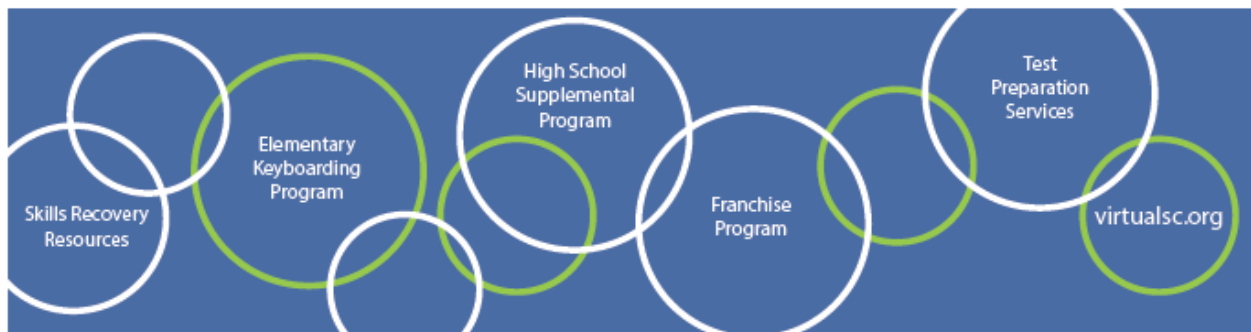 Skills Recovery
Resources
Elementary
Keyboarding
Program
High School
Supplemental
Program
Franchise
Program
Test
Preparation
Services
virtualsc.org